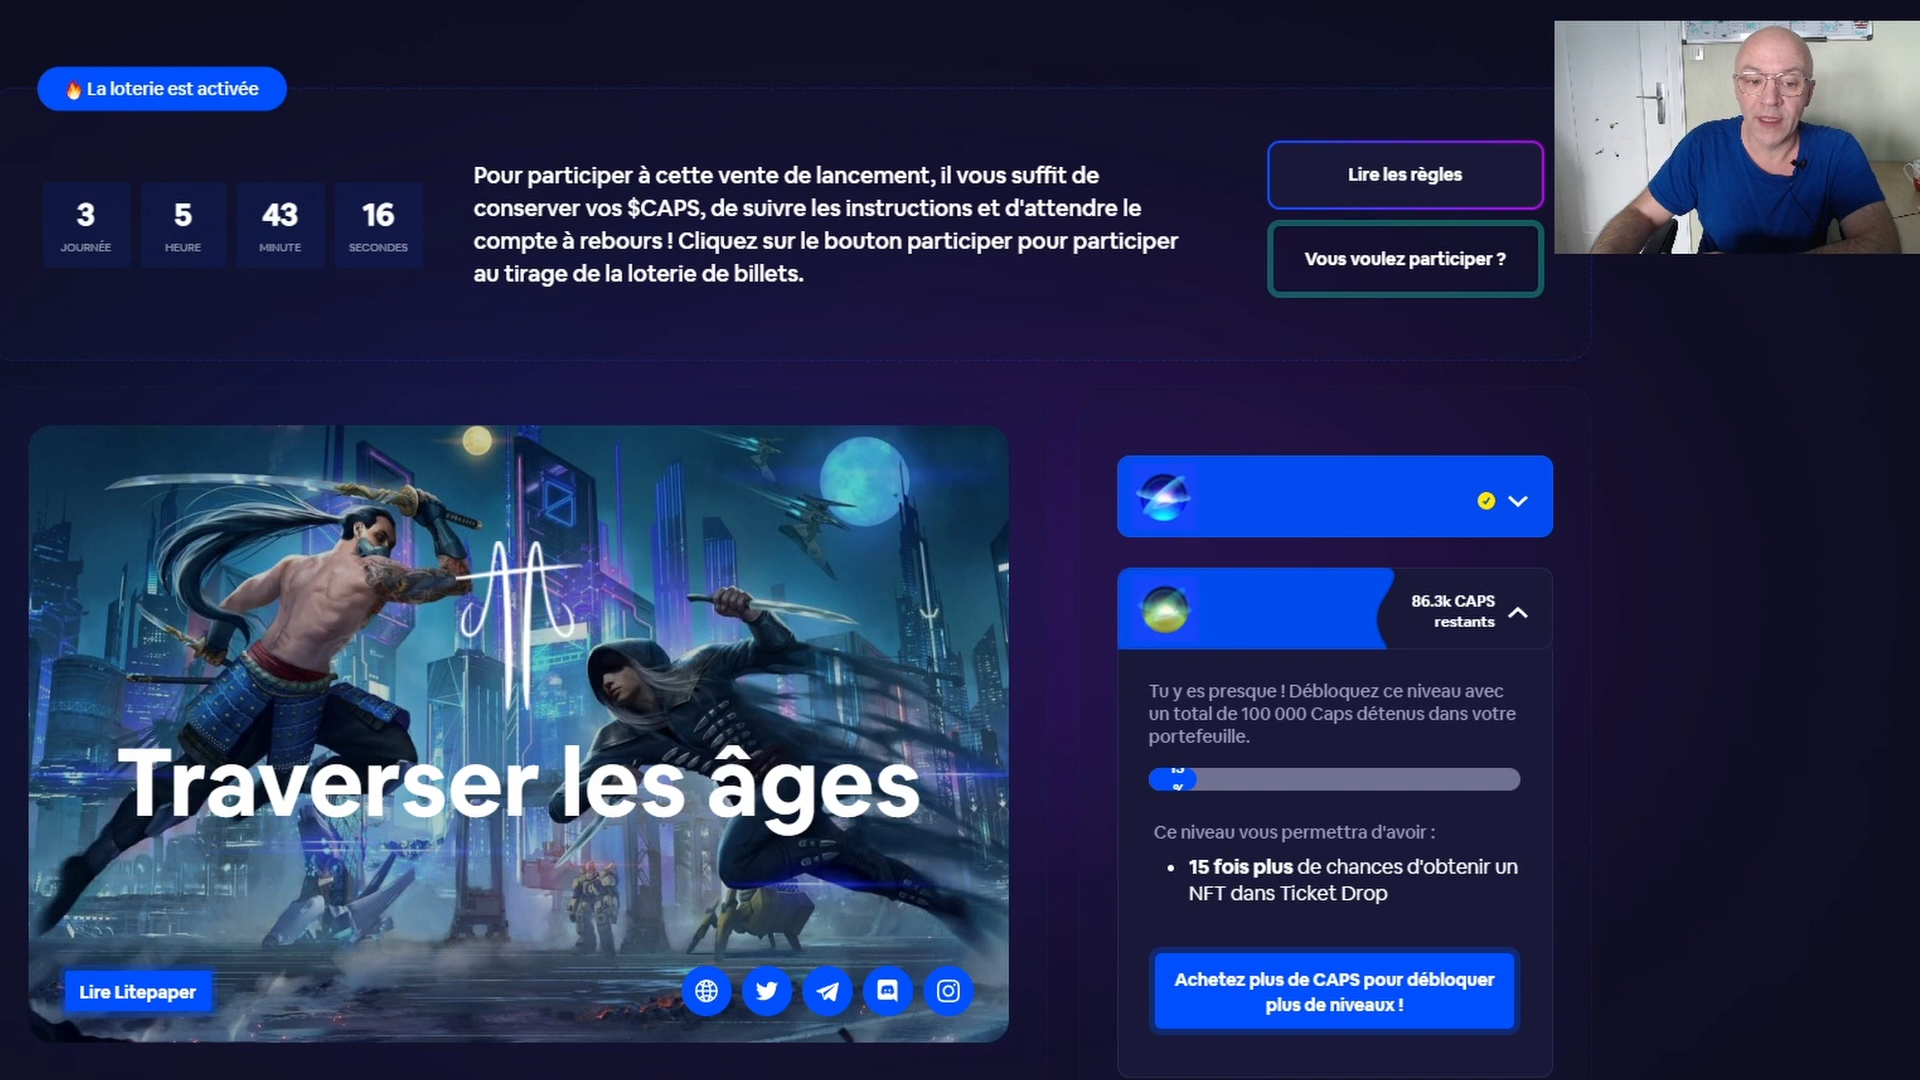 🔥 La loterie est activée
3
JOURNÉE
5
HEURE
43
MINUTE
16
SECONDES
Pour participer à cette vente de lancement, il vous suffit de
conserver vos $CAPS, de suivre les instructions et d'attendre le
compte à rebours ! Cliquez sur le bouton participer pour participer
au tirage de la loterie de billets.
Lire les règles
Vous voulez participer ?
Traverser les âges
Lire Litepaper
86.3k CAPS
restants
Tu y es presque ! Débloquez ce niveau avec
un total de 100 000 Caps détenus dans votre
portefeuille.
Ce niveau vous permettra d'avoir :
• 15 fois plus de chances d'obtenir un
NFT dans Ticket Drop
Achetez plus de CAPS pour débloquer
plus de niveaux !